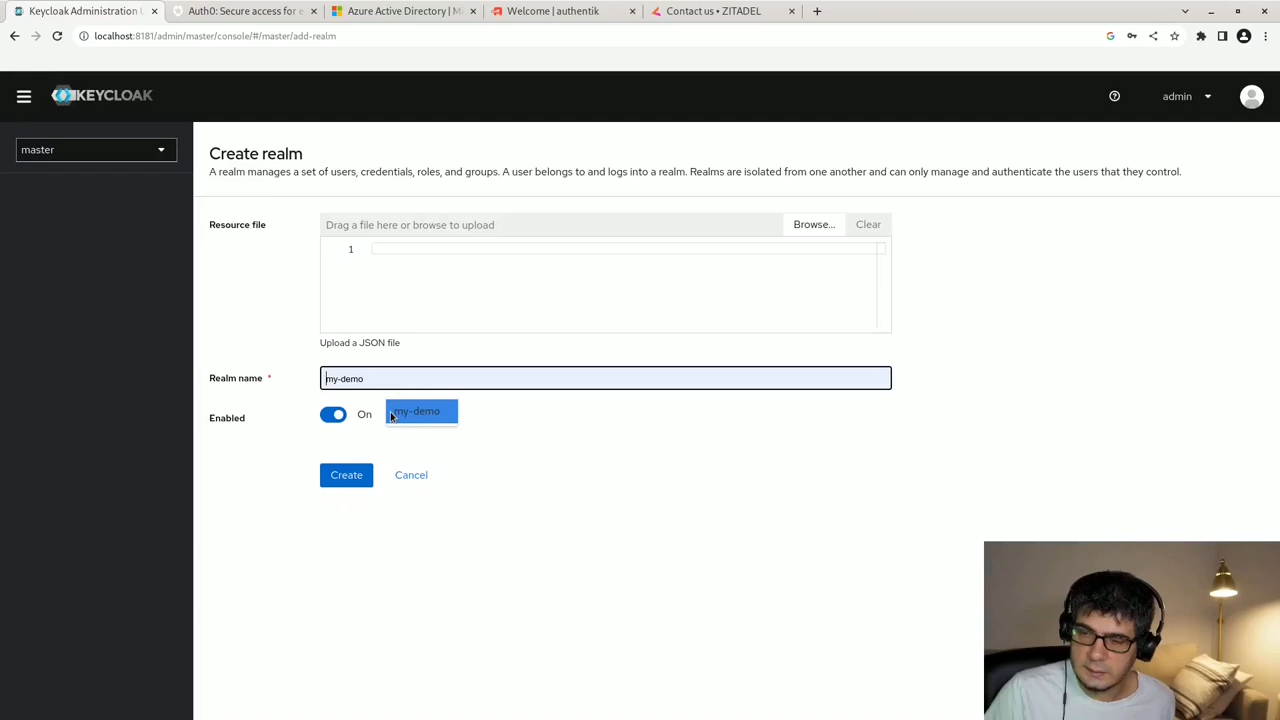 Keycloak Administration U
Auth0: Secure access for e
Azure Active Directory | M
Welcome | authentik
Contact us • ZITADEL
localhost:8181/admin/master/console/#/master/add-realm
KEYCLOAK
admin
master
Create realm
A realm manages a set of users, credentials, roles, and groups. A user belongs to and logs into a realm. Realms are isolated from one another and can only manage and authenticate the users that they control.
Resource file
Drag a file here or browse to upload
Browse...
Clear
1
Upload a JSON file
Realm name *
my-demo
Enabled
On
my-demo
Create
Cancel